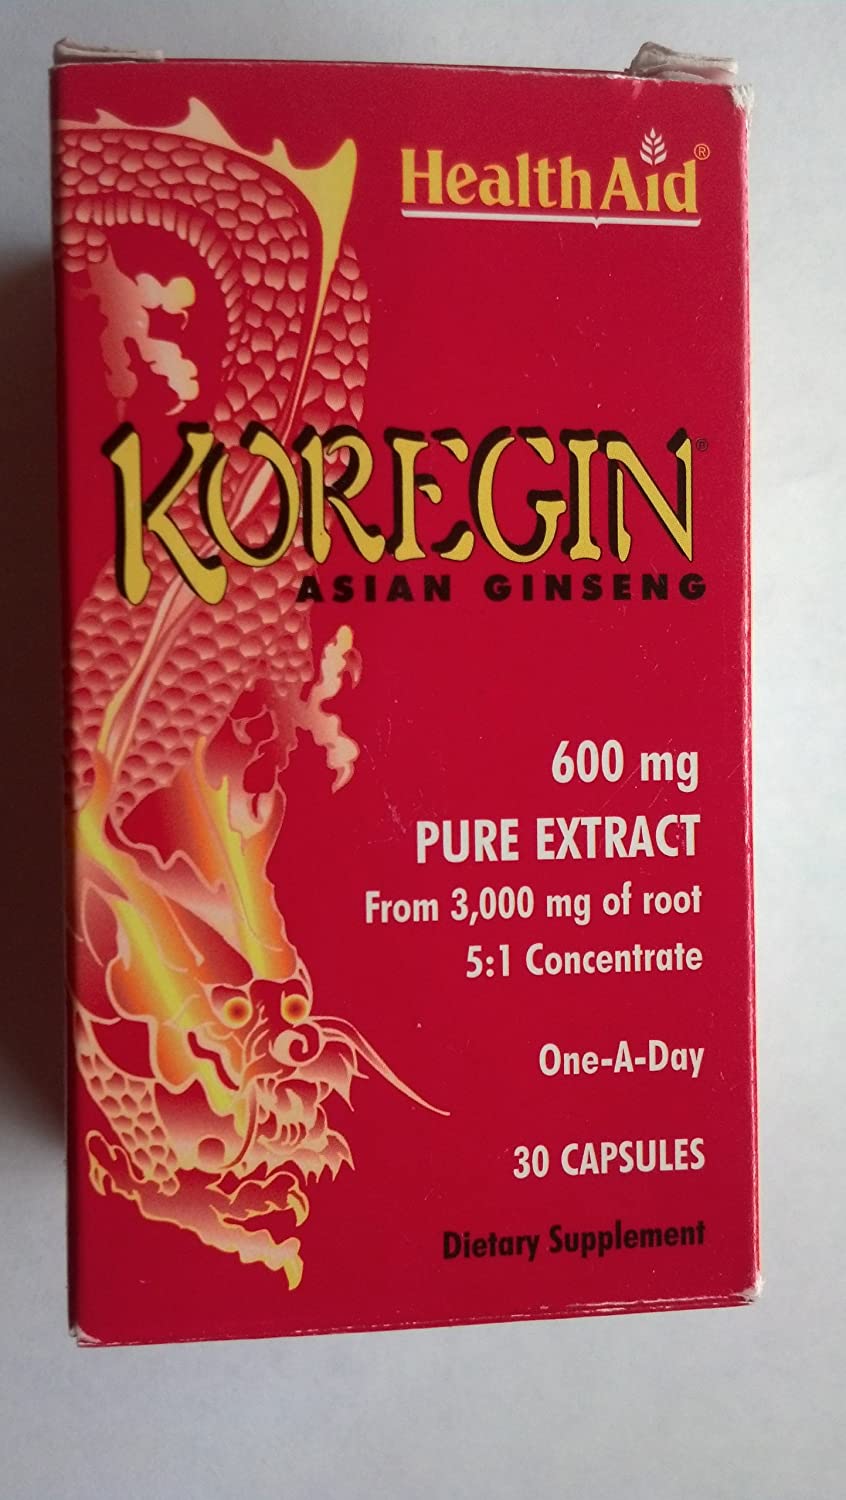 HealthAid®
KOREGIN®
ASIAN GINSENG
600 mg
PURE EXTRACT
From 3,000 mg of root
5:1 Concentrate
One-A-Day
30 CAPSULES
Dietary Supplement